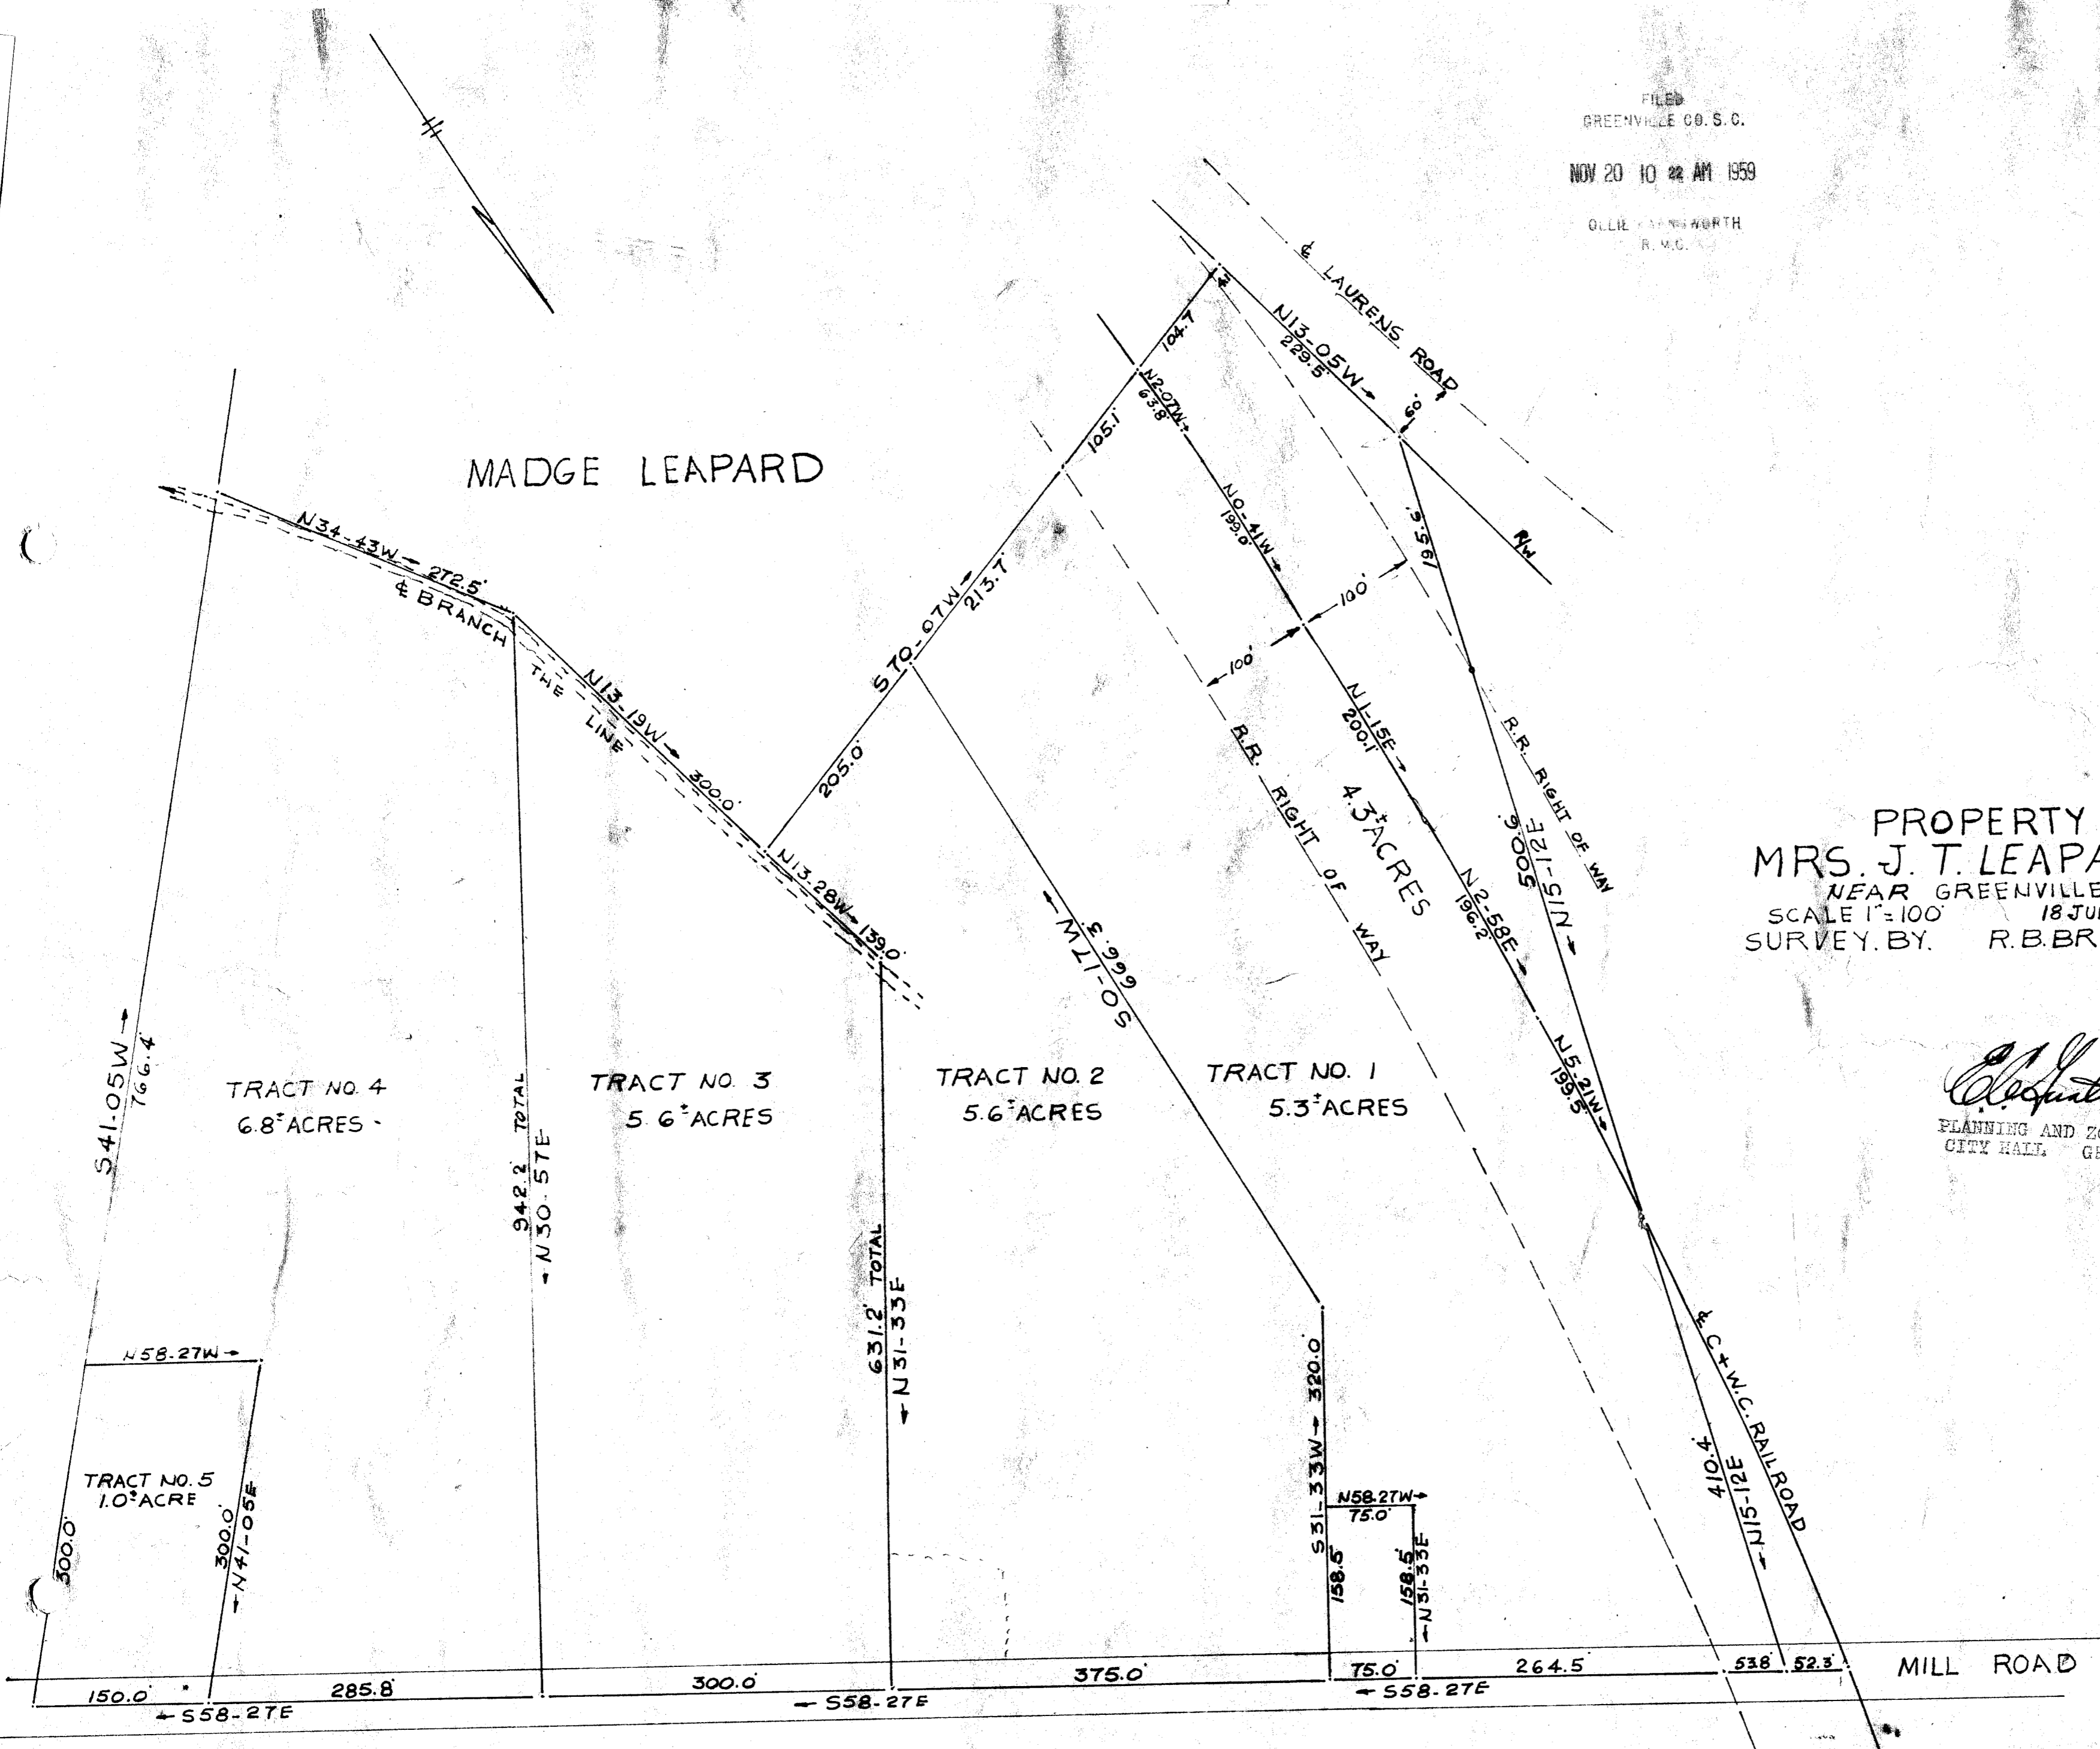 FILED
GREENVILLE CO. S. C.
NOV 20 10 22 AM 1959
OLLIE FARNSWORTH
R. M. C.
℄ LAURENS ROAD
N13-05W
229.5'
60'
R/W
104.7
N2-07W
63.8'
105.1'
MADGE LEAPARD
N34-43W 272.5'
℄ BRANCH
THE LINE
N13-19W 300.0'
N13.28W 139.0'
S70-07W
213.7'
205.0'
N0-41W
199.0'
195.9'
100'
100'
N1-15E
200.1'
R.R. RIGHT OF WAY
R.R. RIGHT OF WAY
4.3± ACRES
N15-12E
500.6'
N2-58E
196.2'
N5-21W
199.5'
S0-17W
666.3'
PROPERTY
MRS. J. T. LEAPA
NEAR GREENVILLE
SCALE 1"=100' 18 JU
SURVEY. BY. R.B.BR
PLANNING AND ZO
CITY HALL GR
S41-05W
766.4'
TRACT NO. 4
6.8± ACRES
942.2' TOTAL
N30-57E
TRACT NO. 3
5.6± ACRES
631.2' TOTAL
N31-33E
TRACT NO. 2
5.6± ACRES
TRACT NO. 1
5.3± ACRES
℄ C + W.C. RAILROAD
410.4'
N15-12E
N58-27W
TRACT NO. 5
1.0± ACRE
300.0'
300.0'
N41-05E
S31-33W 320.0'
N58.27W
75.0'
158.5'
158.5'
N31-33E
150.0' 285.8' 300.0' 375.0' 75.0' 264.5' 53.8' 52.3' MILL ROAD
S58-27E S58-27E S58-27E